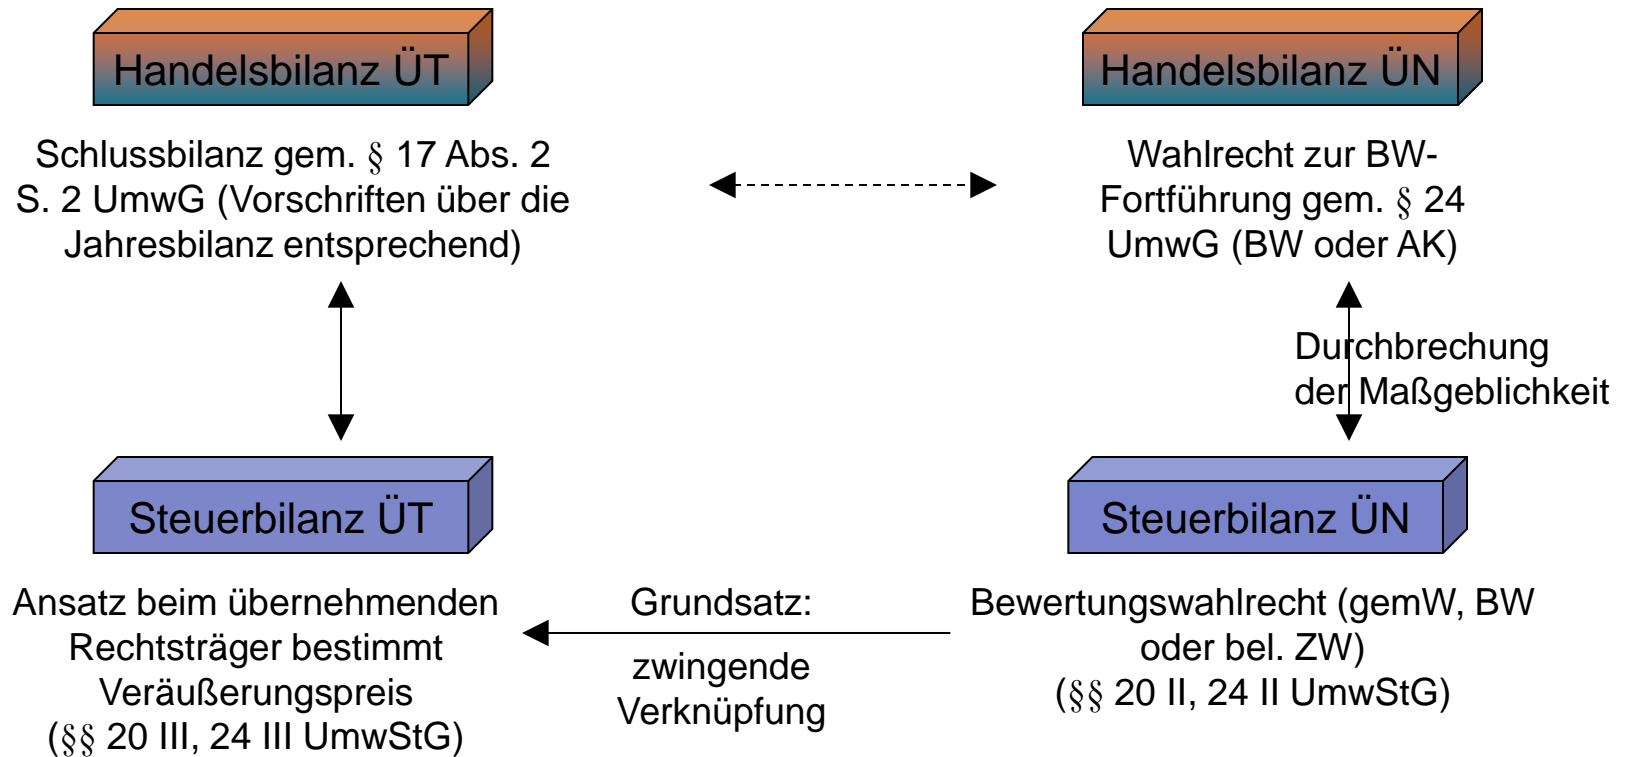 Handelsbilanz ÜT
Handelsbilanz ÜN
Schlussbilanz gem. § 17 Abs. 2
S. 2 UmwG (Vorschriften über die
Jahresbilanz entsprechend)
Wahlrecht zur BW-
Fortführung gem. § 24
UmwG (BW oder AK)
Durchbrechung
der Maßgeblichkeit
Steuerbilanz ÜT
Steuerbilanz ÜN
Ansatz beim übernehmenden
Rechtsträger bestimmt
Veräußerungspreis
(§§ 20 III, 24 III UmwStG)
Grundsatz:
zwingende
Verknüpfung
Bewertungswahlrecht (gemW, BW
oder bel. ZW)
(§§ 20 II, 24 II UmwStG)